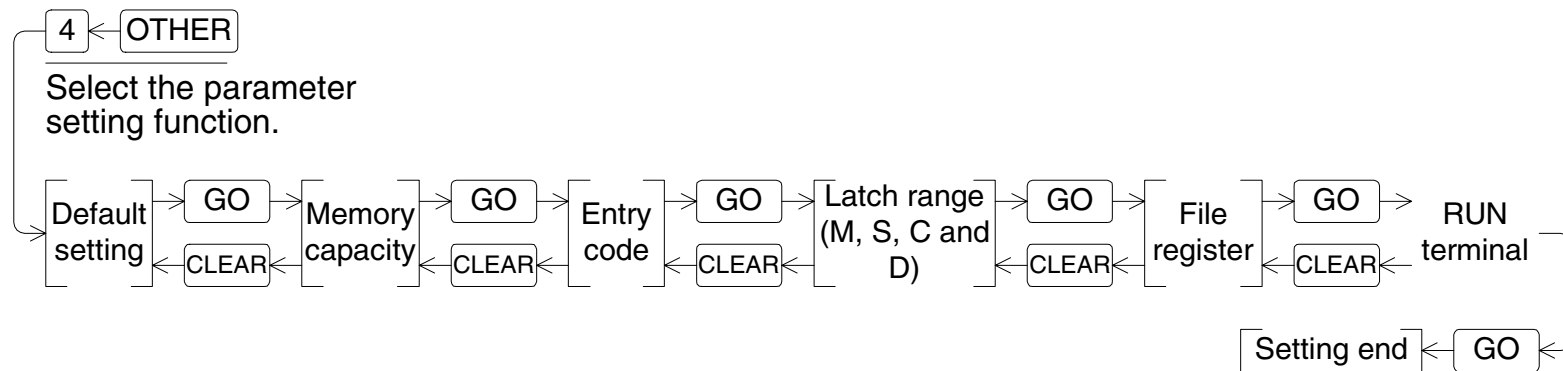 4 OTHER
Select the parameter
setting function.
Default
setting
GO
CLEAR
Memory
capacity
GO
CLEAR
Entry
code
GO
CLEAR
Latch range
(M, S, C and
D)
GO
CLEAR
File
register
GO
CLEAR
RUN
terminal
Setting end GO